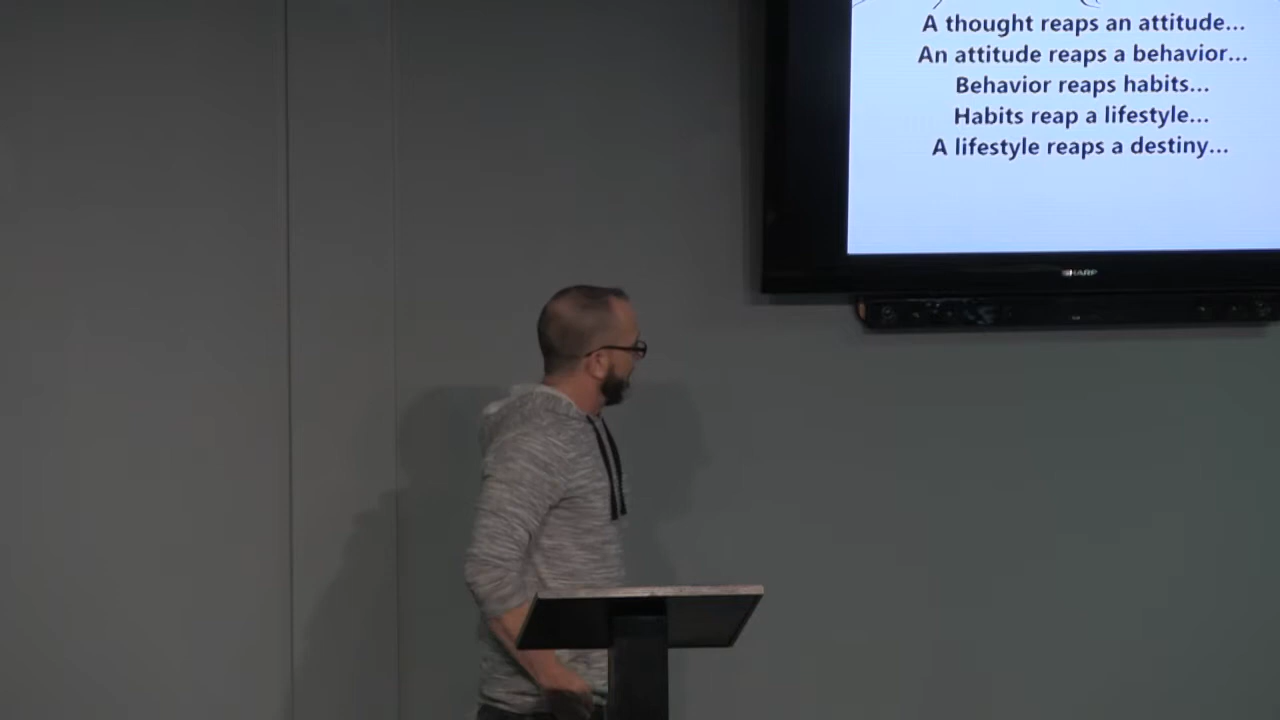 A thought reaps an attitude...
An attitude reaps a behavior...
Behavior reaps habits...
Habits reap a lifestyle...
A lifestyle reaps a destiny...
SHARP